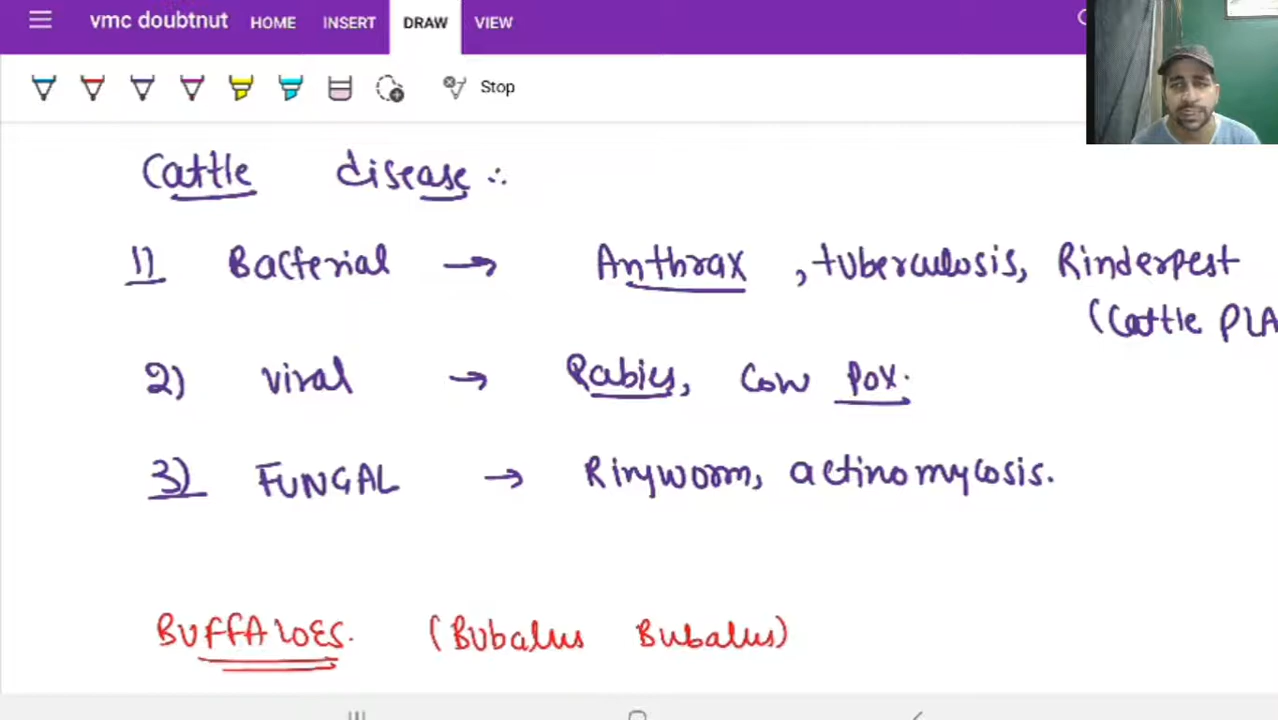 vmc doubtnut HOME INSERT DRAW VIEW
Stop
Cattle disease :.
1) Bacterial → Anthrax , tuberculosis, Rinderpest
(Cattle PLA
2) viral → Rabies, Cow Pox.
3) FUNGAL → Ringworm, actinomycosis.
BUFFALOES. (Bubalus Bubalus)